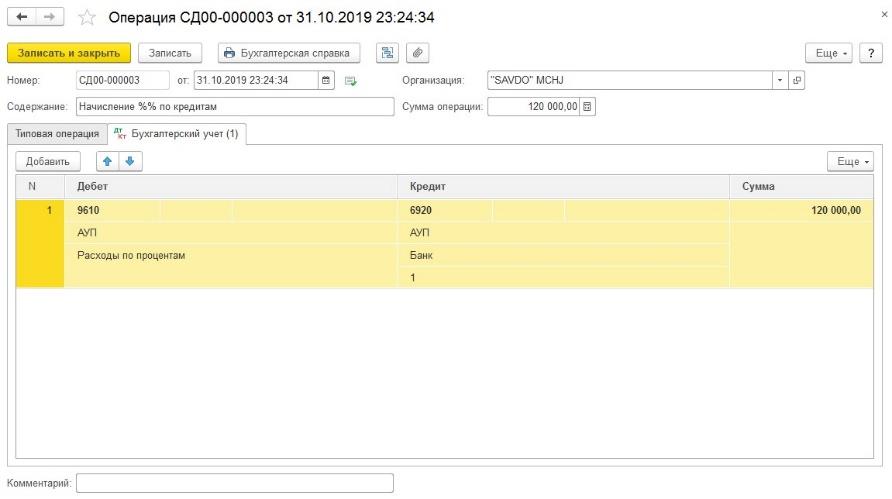 Операция СД00-000003 от 31.10.2019 23:24:34
Записать и закрыть Записать Бухгалтерская справка Еще ?
Номер: СД00-000003 от: 31.10.2019 23:24:34 Организация: "SAVDO" MCHJ
Содержание: Начисление %% по кредитам Сумма операции: 120 000,00
Типовая операция Дт Кт Бухгалтерский учет (1)
Добавить Еще
N Дебет Кредит Сумма
1 9610 6920 120 000,00
АУП АУП
Расходы по процентам Банк
1
Комментарий: